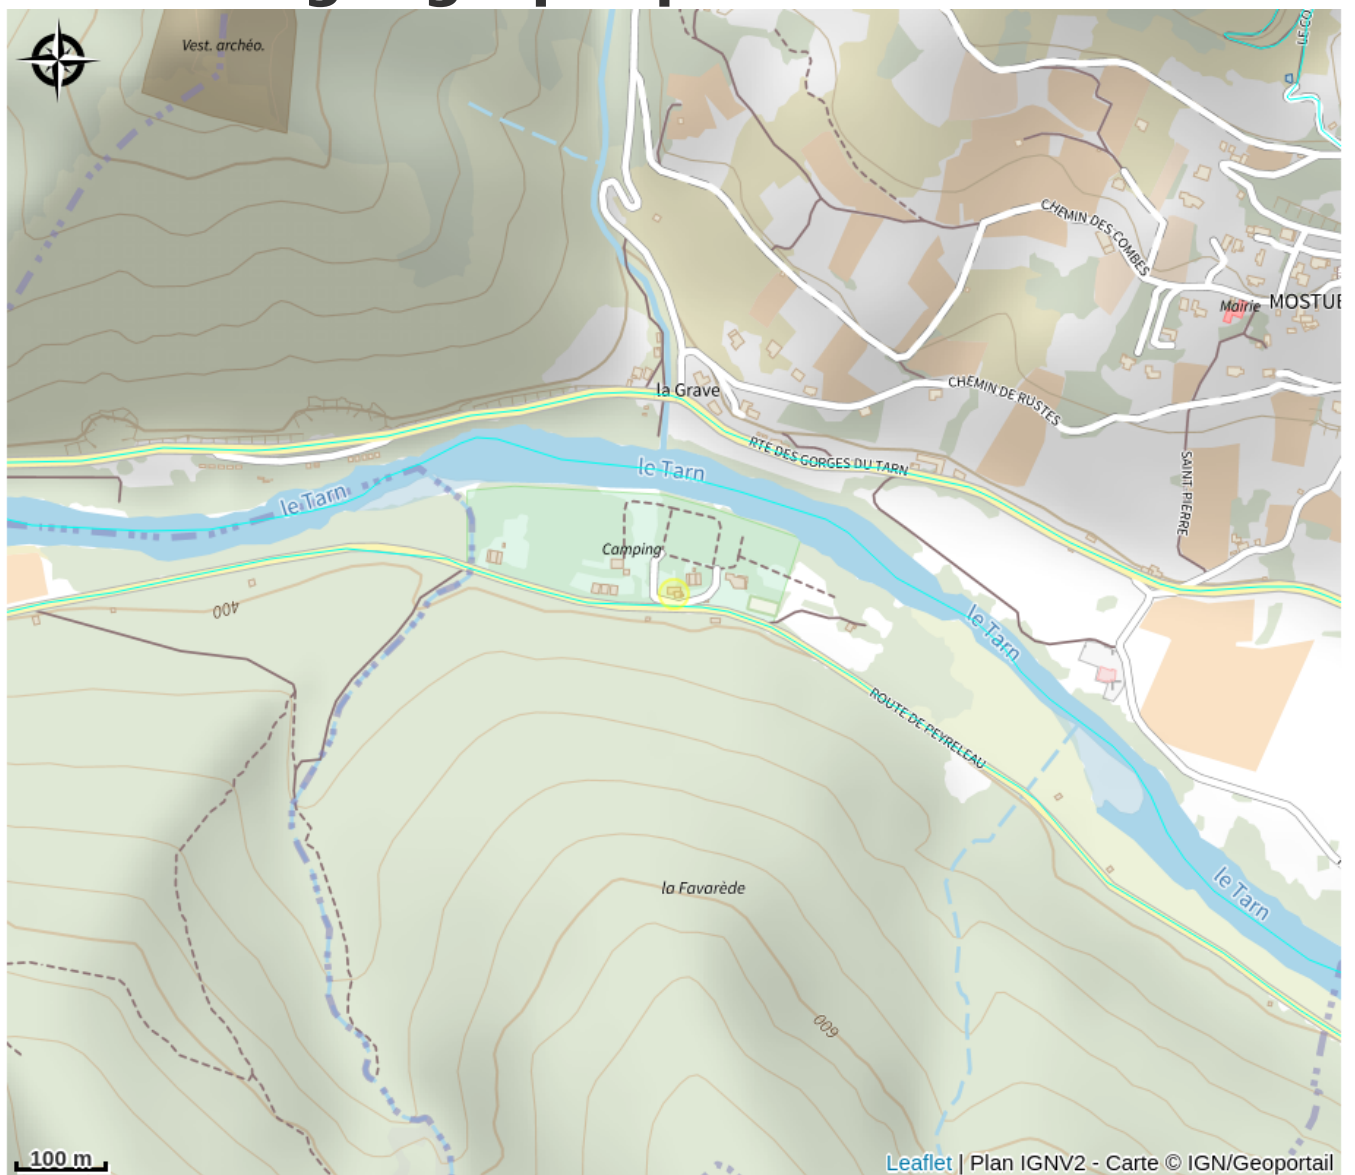 Vest. archéo.
LE CO
CHEMIN DES COMBES
Mairie
MOSTUE
la Grave
CHEMIN DE RUSTES
RTE DES GORGES DU TARN
le Tarn
le Tarn
SAINT-PIERRE
Camping
400
le Tarn
ROUTE DE PEYRELEAU
la Favarède
le Tarn
600
100 m
Leaflet | Plan IGNV2 - Carte © IGN/Geoportail